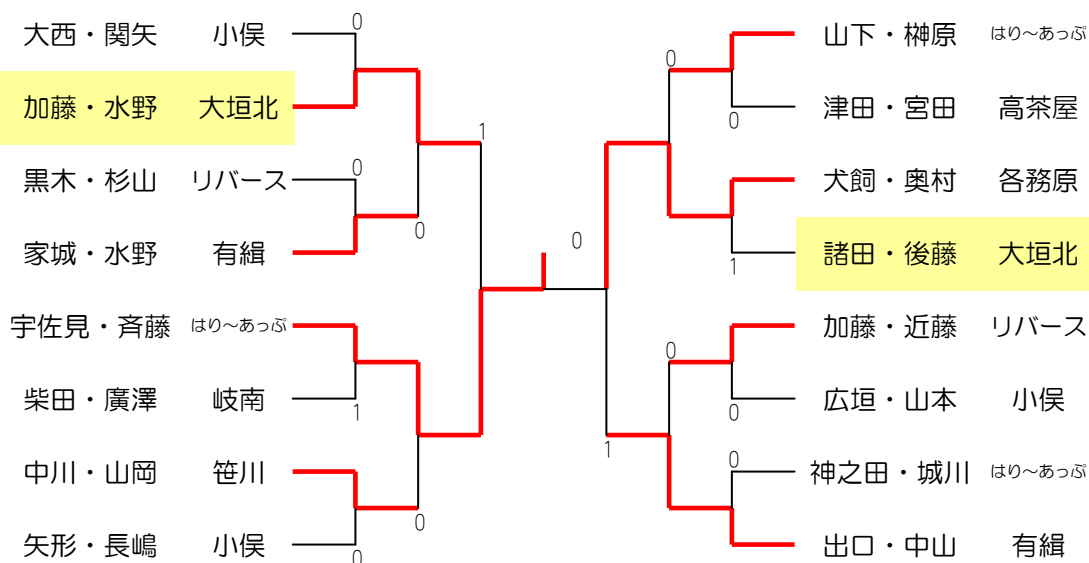 0
大西・関矢 小俣
加藤・水野 大垣北
1
0
黒木・杉山 リバース
0
家城・水野 有緝
宇佐見・斉藤 はり～あっぷ
柴田・廣澤 岐南
1
中川・山岡 笹川
0
矢形・長嶋 小俣
0
0
山下・榊原 はり～あっぷ
0
津田・宮田 高茶屋
0
犬飼・奥村 各務原
諸田・後藤 大垣北
1
加藤・近藤 リバース
0
広垣・山本 小俣
0
1
0
神之田・城川 はり～あっぷ
出口・中山 有緝